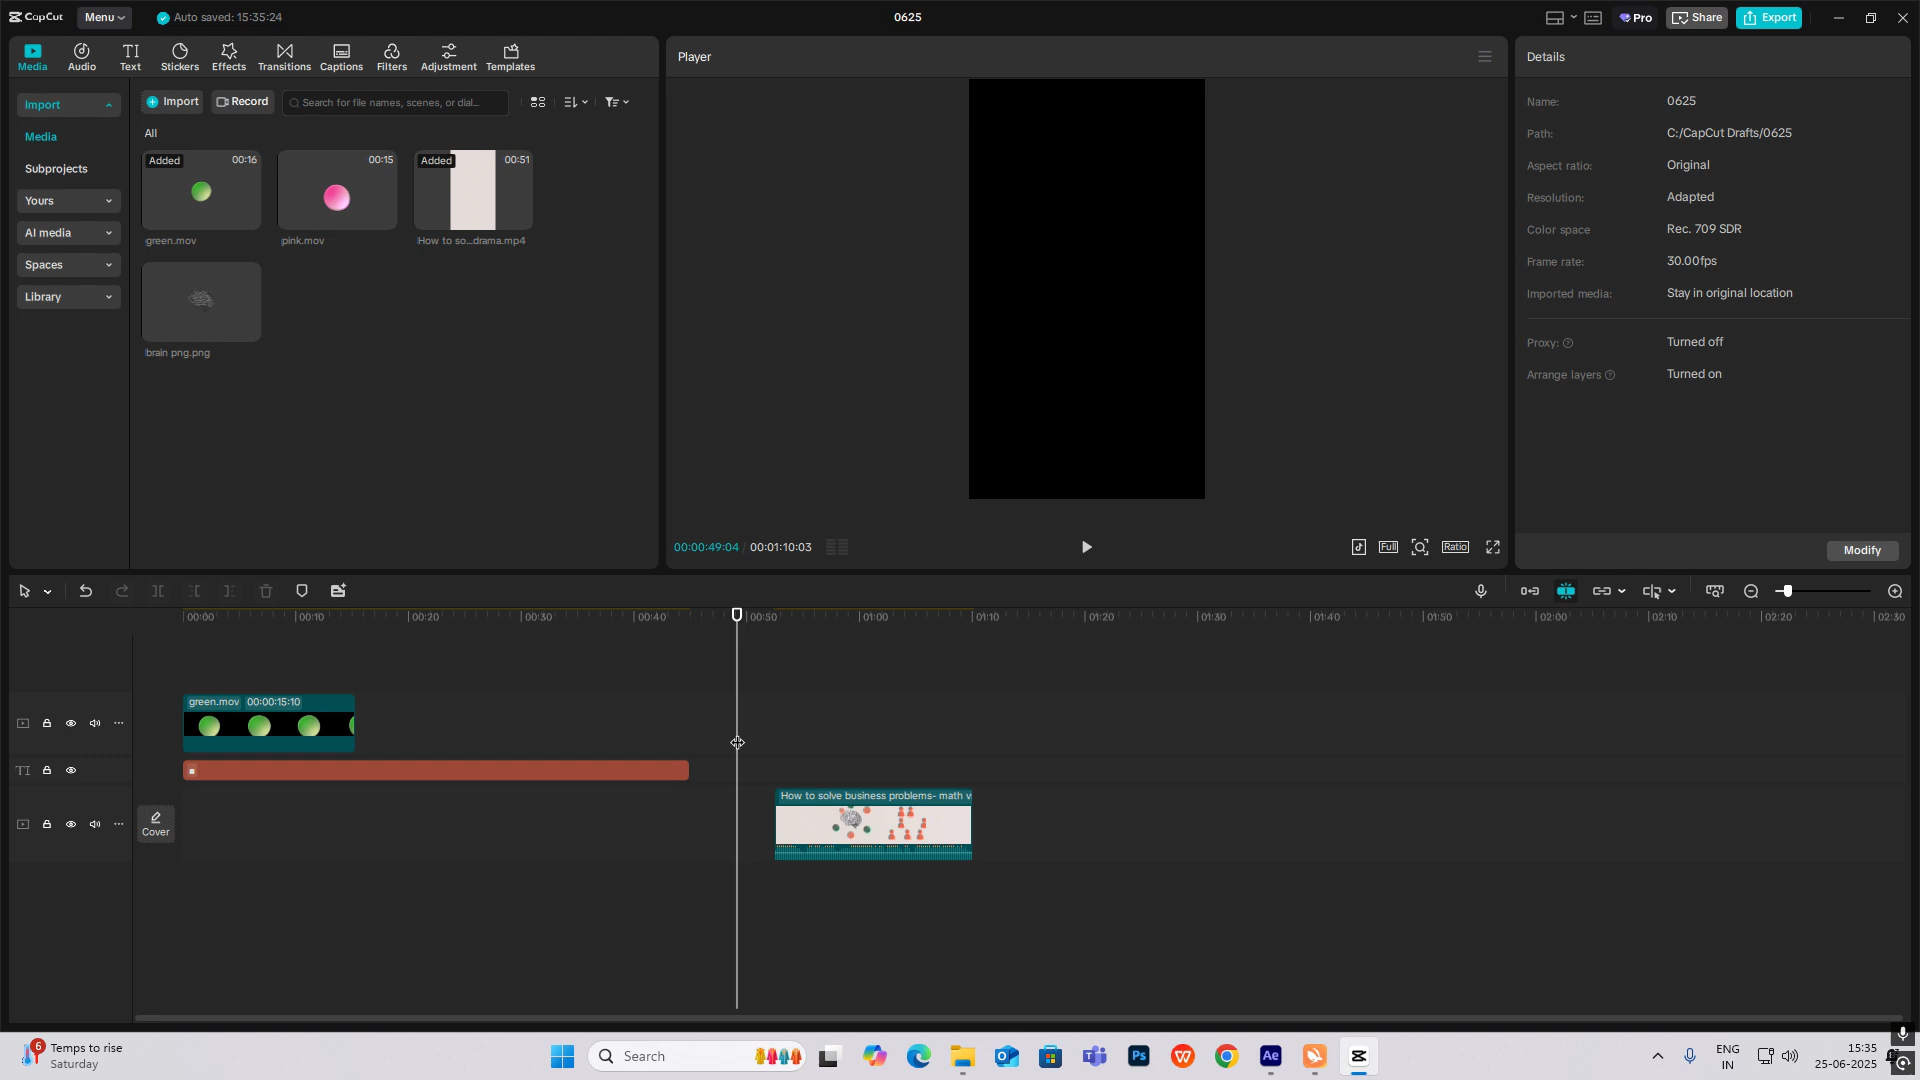 CapCut
Menu
Auto saved: 15:35:24
0625
Pro
Share
Export
Media
Audio
Text
Stickers
Effects
Transitions
Captions
Filters
Adjustment
Templates
Import
Media
Subprojects
Yours
AI media
Spaces
Library
Import
Record
Search for file names, scenes, or dial...
All
Added
00:16
green.mov
00:15
pink.mov
Added
00:51
How to so...drama.mp4
brain png.png
Player
00:00:49:04 / 00:01:10:03
Full
Ratio
Details
Name: 0625
Path: C:/CapCut Drafts/0625
Aspect ratio: Original
Resolution: Adapted
Color space Rec. 709 SDR
Frame rate: 30.00fps
Imported media: Stay in original location
Proxy: Turned off
Arrange layers Turned on
Modify
00:00 00:10 00:20 00:30 00:40 00:50 01:00 01:10 01:20 01:30 01:40 01:50 02:00 02:10 02:20 02:30
green.mov 00:00:15:10
TI
Cover
How to solve business problems- math v
6
Temps to rise
Saturday
Search
Ps
Ae
ENG
IN
15:35
25-06-2025